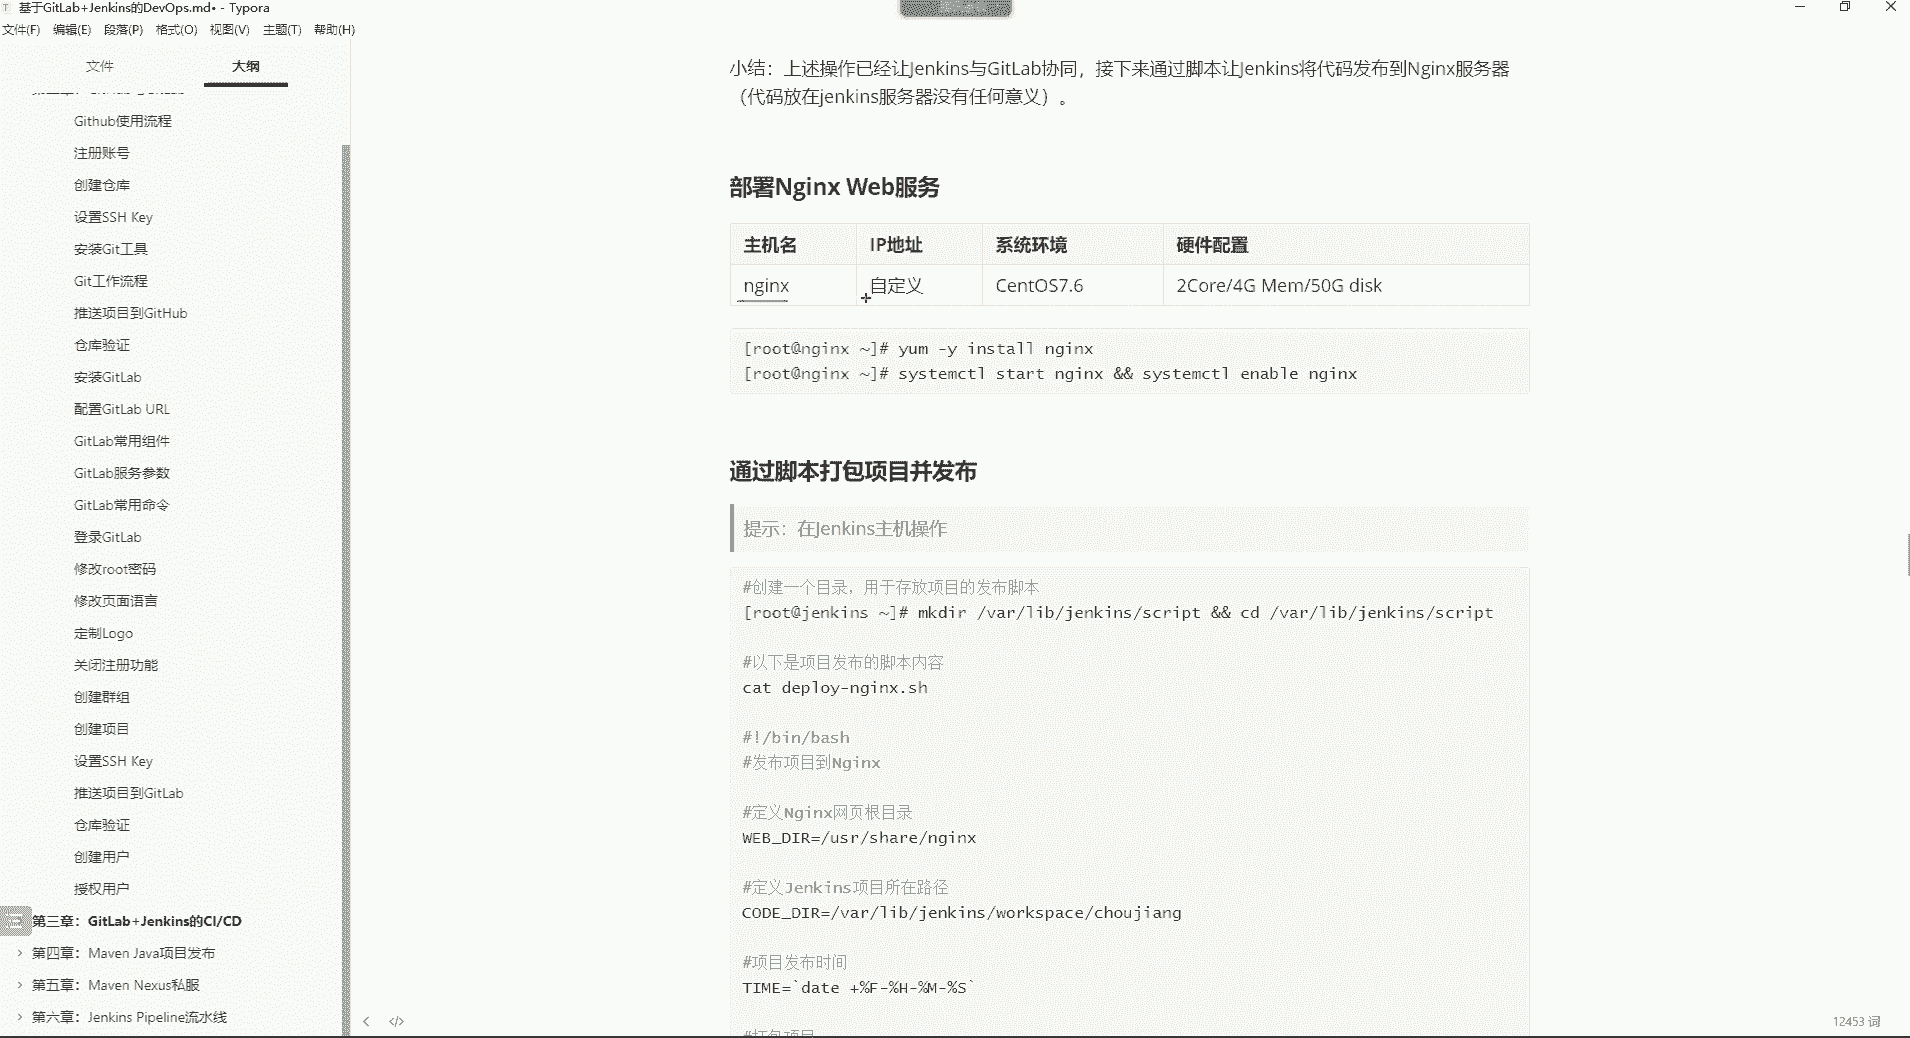 基于GitLab+Jenkins的DevOps.md• - Typora
文件(F) 编辑(E) 段落(P) 格式(O) 视图(V) 主题(T) 帮助(H)
文件 大纲
Github使用流程
注册账号
创建仓库
设置SSH Key
安装Git工具
Git工作流程
推送项目到GitHub
仓库验证
安装GitLab
配置GitLab URL
GitLab常用组件
GitLab服务参数
GitLab常用命令
登录GitLab
修改root密码
修改页面语言
定制Logo
关闭注册功能
创建群组
创建项目
设置SSH Key
推送项目到GitLab
仓库验证
创建用户
授权用户
第三章：GitLab+Jenkins的CI/CD
第四章：Maven Java项目发布
第五章：Maven Nexus私服
第六章：Jenkins Pipeline流水线
小结：上述操作已经让Jenkins与GitLab协同，接下来通过脚本让Jenkins将代码发布到Nginx服务器
（代码放在jenkins服务器没有任何意义）。
部署Nginx Web服务
主机名 IP地址 系统环境 硬件配置
nginx 自定义 CentOS7.6 2Core/4G Mem/50G disk
[root@nginx ~]# yum -y install nginx
[root@nginx ~]# systemctl start nginx && systemctl enable nginx
通过脚本打包项目并发布
提示：在Jenkins主机操作
#创建一个目录，用于存放项目的发布脚本
[root@jenkins ~]# mkdir /var/lib/jenkins/script && cd /var/lib/jenkins/script
#以下是项目发布的脚本内容
cat deploy-nginx.sh
#!/bin/bash
#发布项目到Nginx
#定义Nginx网页根目录
WEB_DIR=/usr/share/nginx
#定义Jenkins项目所在路径
CODE_DIR=/var/lib/jenkins/workspace/choujiang
#项目发布时间
TIME=`date +%F-%H-%M-%S`
#打包项目
12453 词